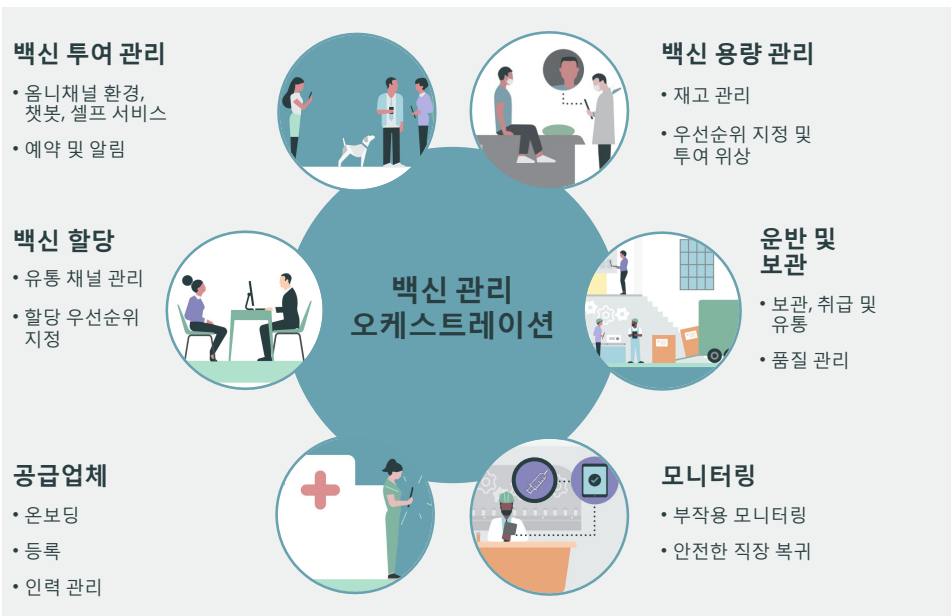 백신 투여 관리
• 옴니채널 환경,
챗봇, 셀프 서비스
• 예약 및 알림
백신 용량 관리
• 재고 관리
• 우선순위 지정 및
투여 위상
백신 할당
• 유통 채널 관리
• 할당 우선순위
지정
백신 관리
오케스트레이션
운반 및
보관
• 보관, 취급 및
유통
• 품질 관리
공급업체
• 온보딩
• 등록
• 인력 관리
모니터링
• 부작용 모니터링
• 안전한 직장 복귀